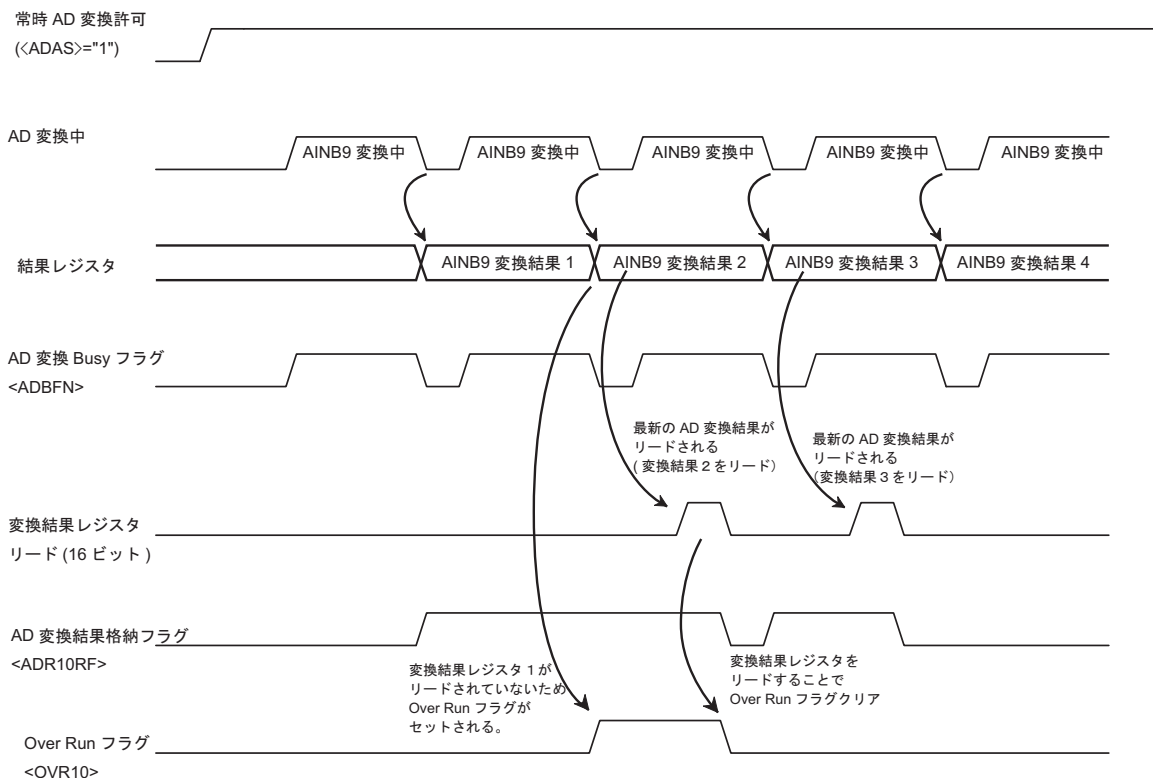 常時 AD 変換許可
(<ADAS>="1")
AD 変換中
AINB9 変換中
AINB9 変換中
AINB9 変換中
AINB9 変換中
AINB9 変換中
結果レジスタ
AINB9 変換結果 1
AINB9 変換結果 2
AINB9 変換結果 3
AINB9 変換結果 4
AD 変換 Busy フラグ
<ADBFN>
最新の AD 変換結果が
リードされる
( 変換結果 2 をリード)
最新の AD 変換結果が
リードされる
(変換結果 3 をリード)
変換結果レジスタ
リード (16 ビット )
AD 変換結果格納フラグ
<ADR10RF>
変換結果レジスタ 1 が
リードされていないため
Over Run フラグが
セットされる。
変換結果レジスタを
リードすることで
Over Run フラグクリア
Over Run フラグ
<OVR10>